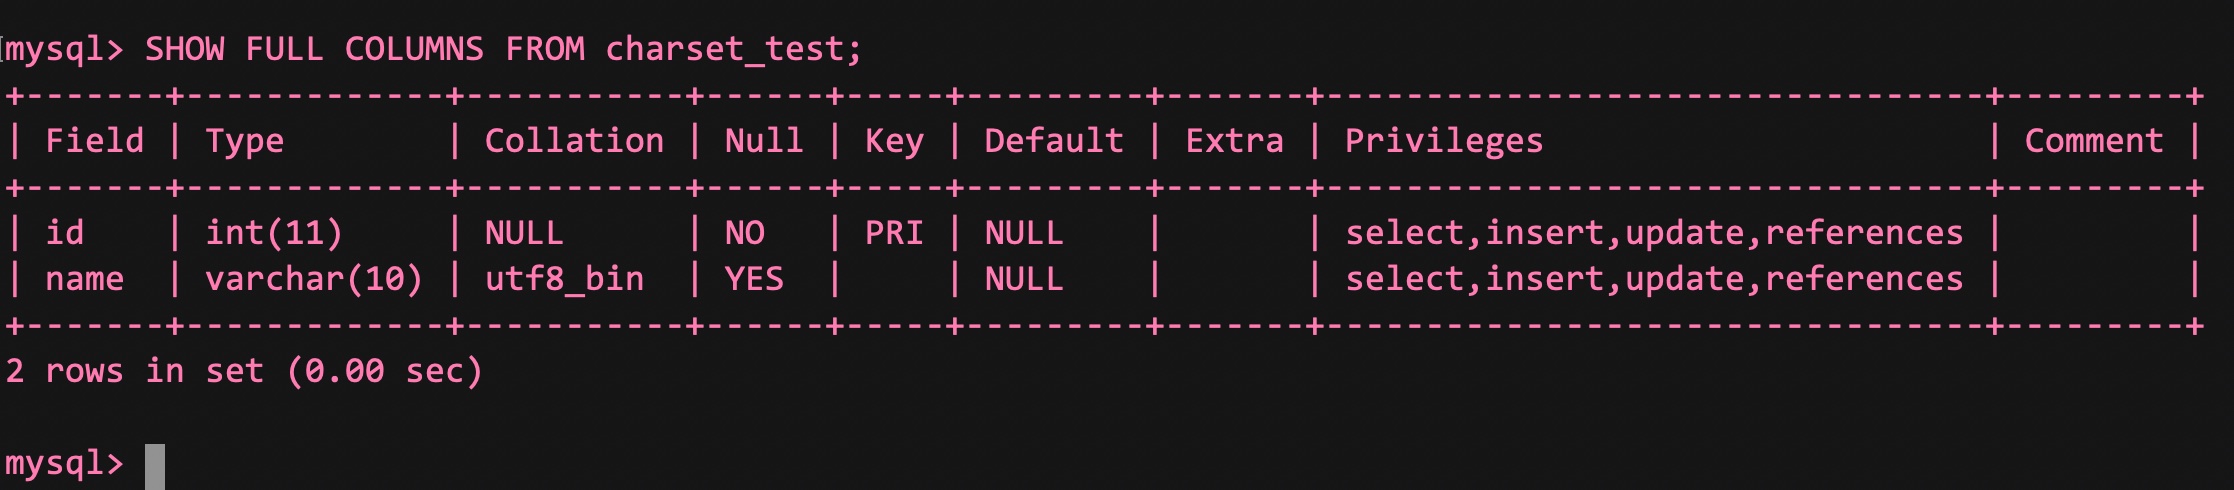 mysql> SHOW FULL COLUMNS FROM charset_test;
+-------+-------------+-----------+------+-----+---------+-------+---------------------------------+---------+
| Field | Type        | Collation | Null | Key | Default | Extra | Privileges                      | Comment |
+-------+-------------+-----------+------+-----+---------+-------+---------------------------------+---------+
| id    | int(11)     | NULL      | NO   | PRI | NULL    |       | select,insert,update,references |         |
| name  | varchar(10) | utf8_bin  | YES  |     | NULL    |       | select,insert,update,references |         |
+-------+-------------+-----------+------+-----+---------+-------+---------------------------------+---------+
2 rows in set (0.00 sec)
mysql>